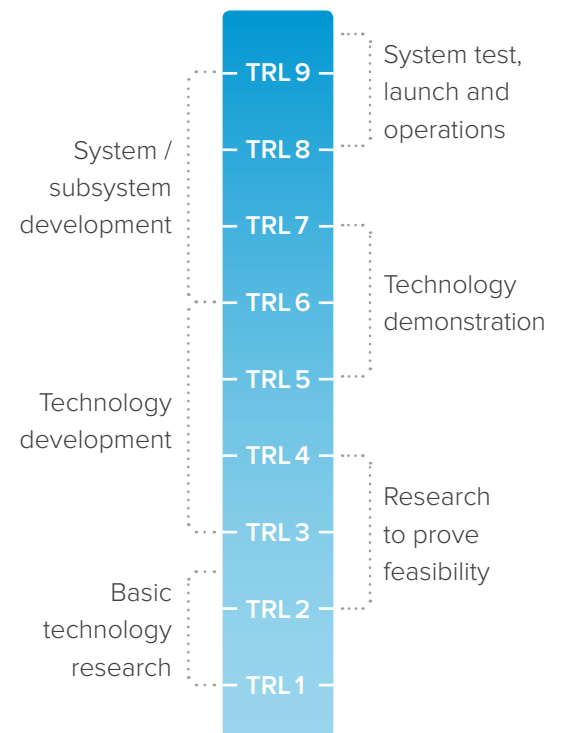 System test,
launch and
operations
TRL 9
TRL 8
System /
subsystem
development
TRL 7
Technology
demonstration
TRL 6
TRL 5
Technology
development
TRL 4
Research
to prove
feasibility
TRL 3
Basic
technology
research
TRL 2
TRL 1